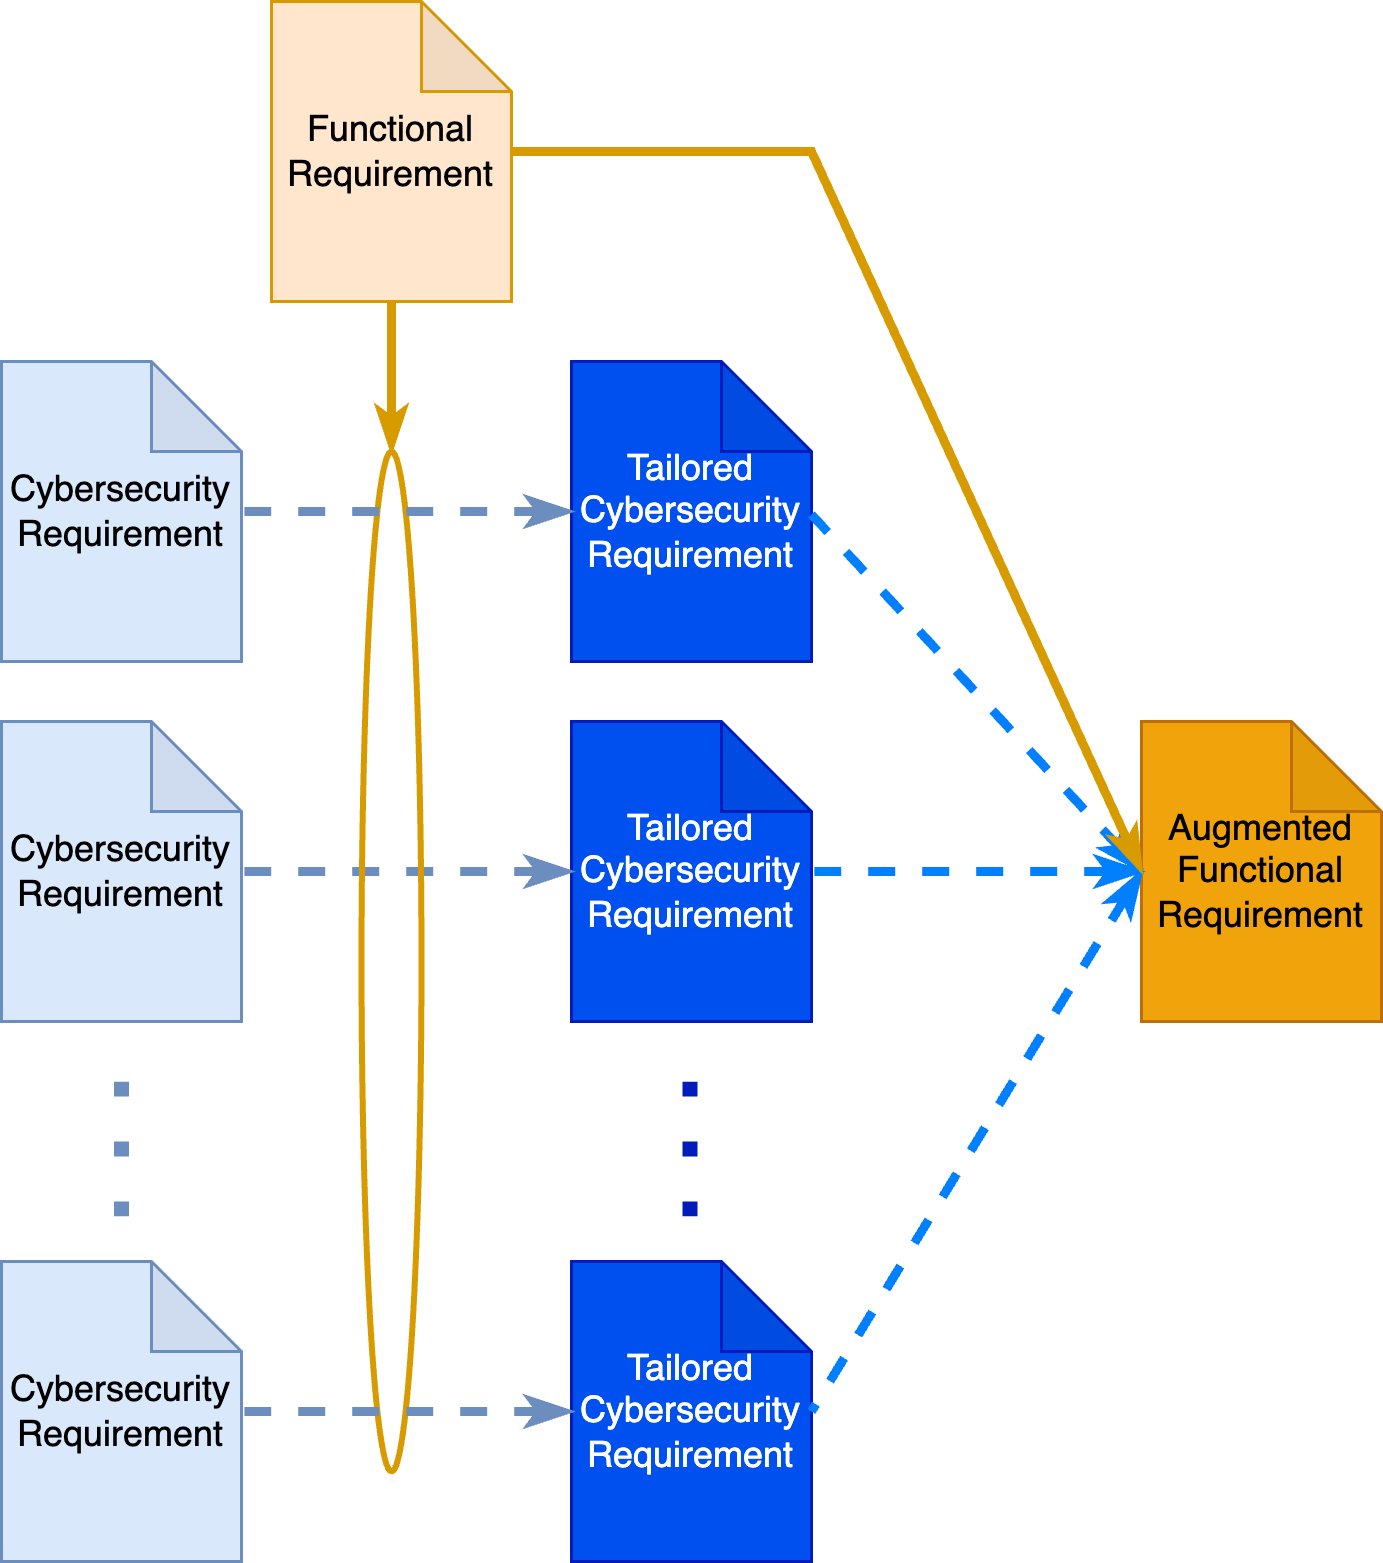 Functional
Requirement
Cybersecurity
Requirement
Tailored
Cybersecurity
Requirement
Cybersecurity
Requirement
Tailored
Cybersecurity
Requirement
Augmented
Functional
Requirement
Cybersecurity
Requirement
Tailored
Cybersecurity
Requirement